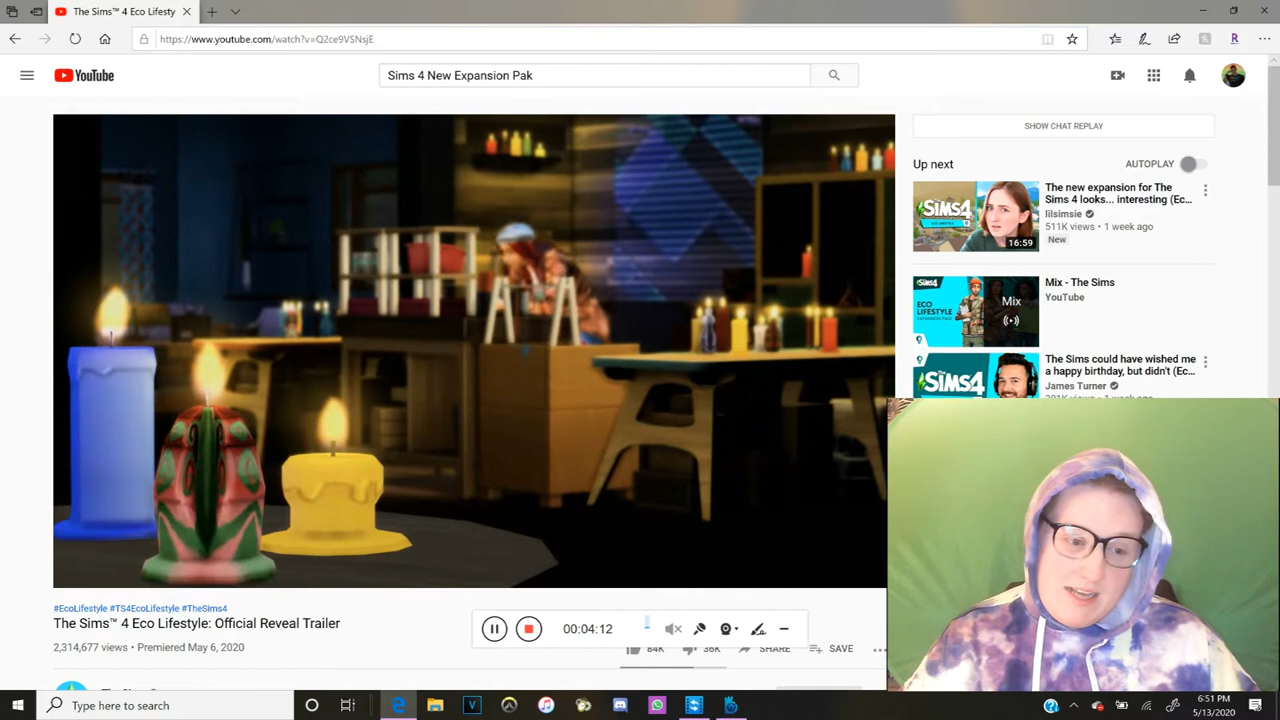 The Sims™ 4 Eco Lifesty
https://www.youtube.com/watch?v=Q2ce9VSNsjE
YouTube
Sims 4 New Expansion Pak
SHOW CHAT REPLAY
Up next
AUTOPLAY
The new expansion for The
Sims 4 looks... interesting (Ec...
lilsimsie
511K views • 1 week ago
New
SIMS4
16:59
Mix - The Sims
YouTube
ECO
LIFESTYLE
Mix
The Sims could have wished me
a happy birthday, but didn't (Ec...
James Turner
SIMS4
#EcoLifestyle #TS4EcoLifestyle #TheSims4
The Sims™ 4 Eco Lifestyle: Official Reveal Trailer
2,314,677 views • Premiered May 6, 2020
00:04:12
84K
36K
SHARE
SAVE
Type here to search
6:51 PM
5/13/2020